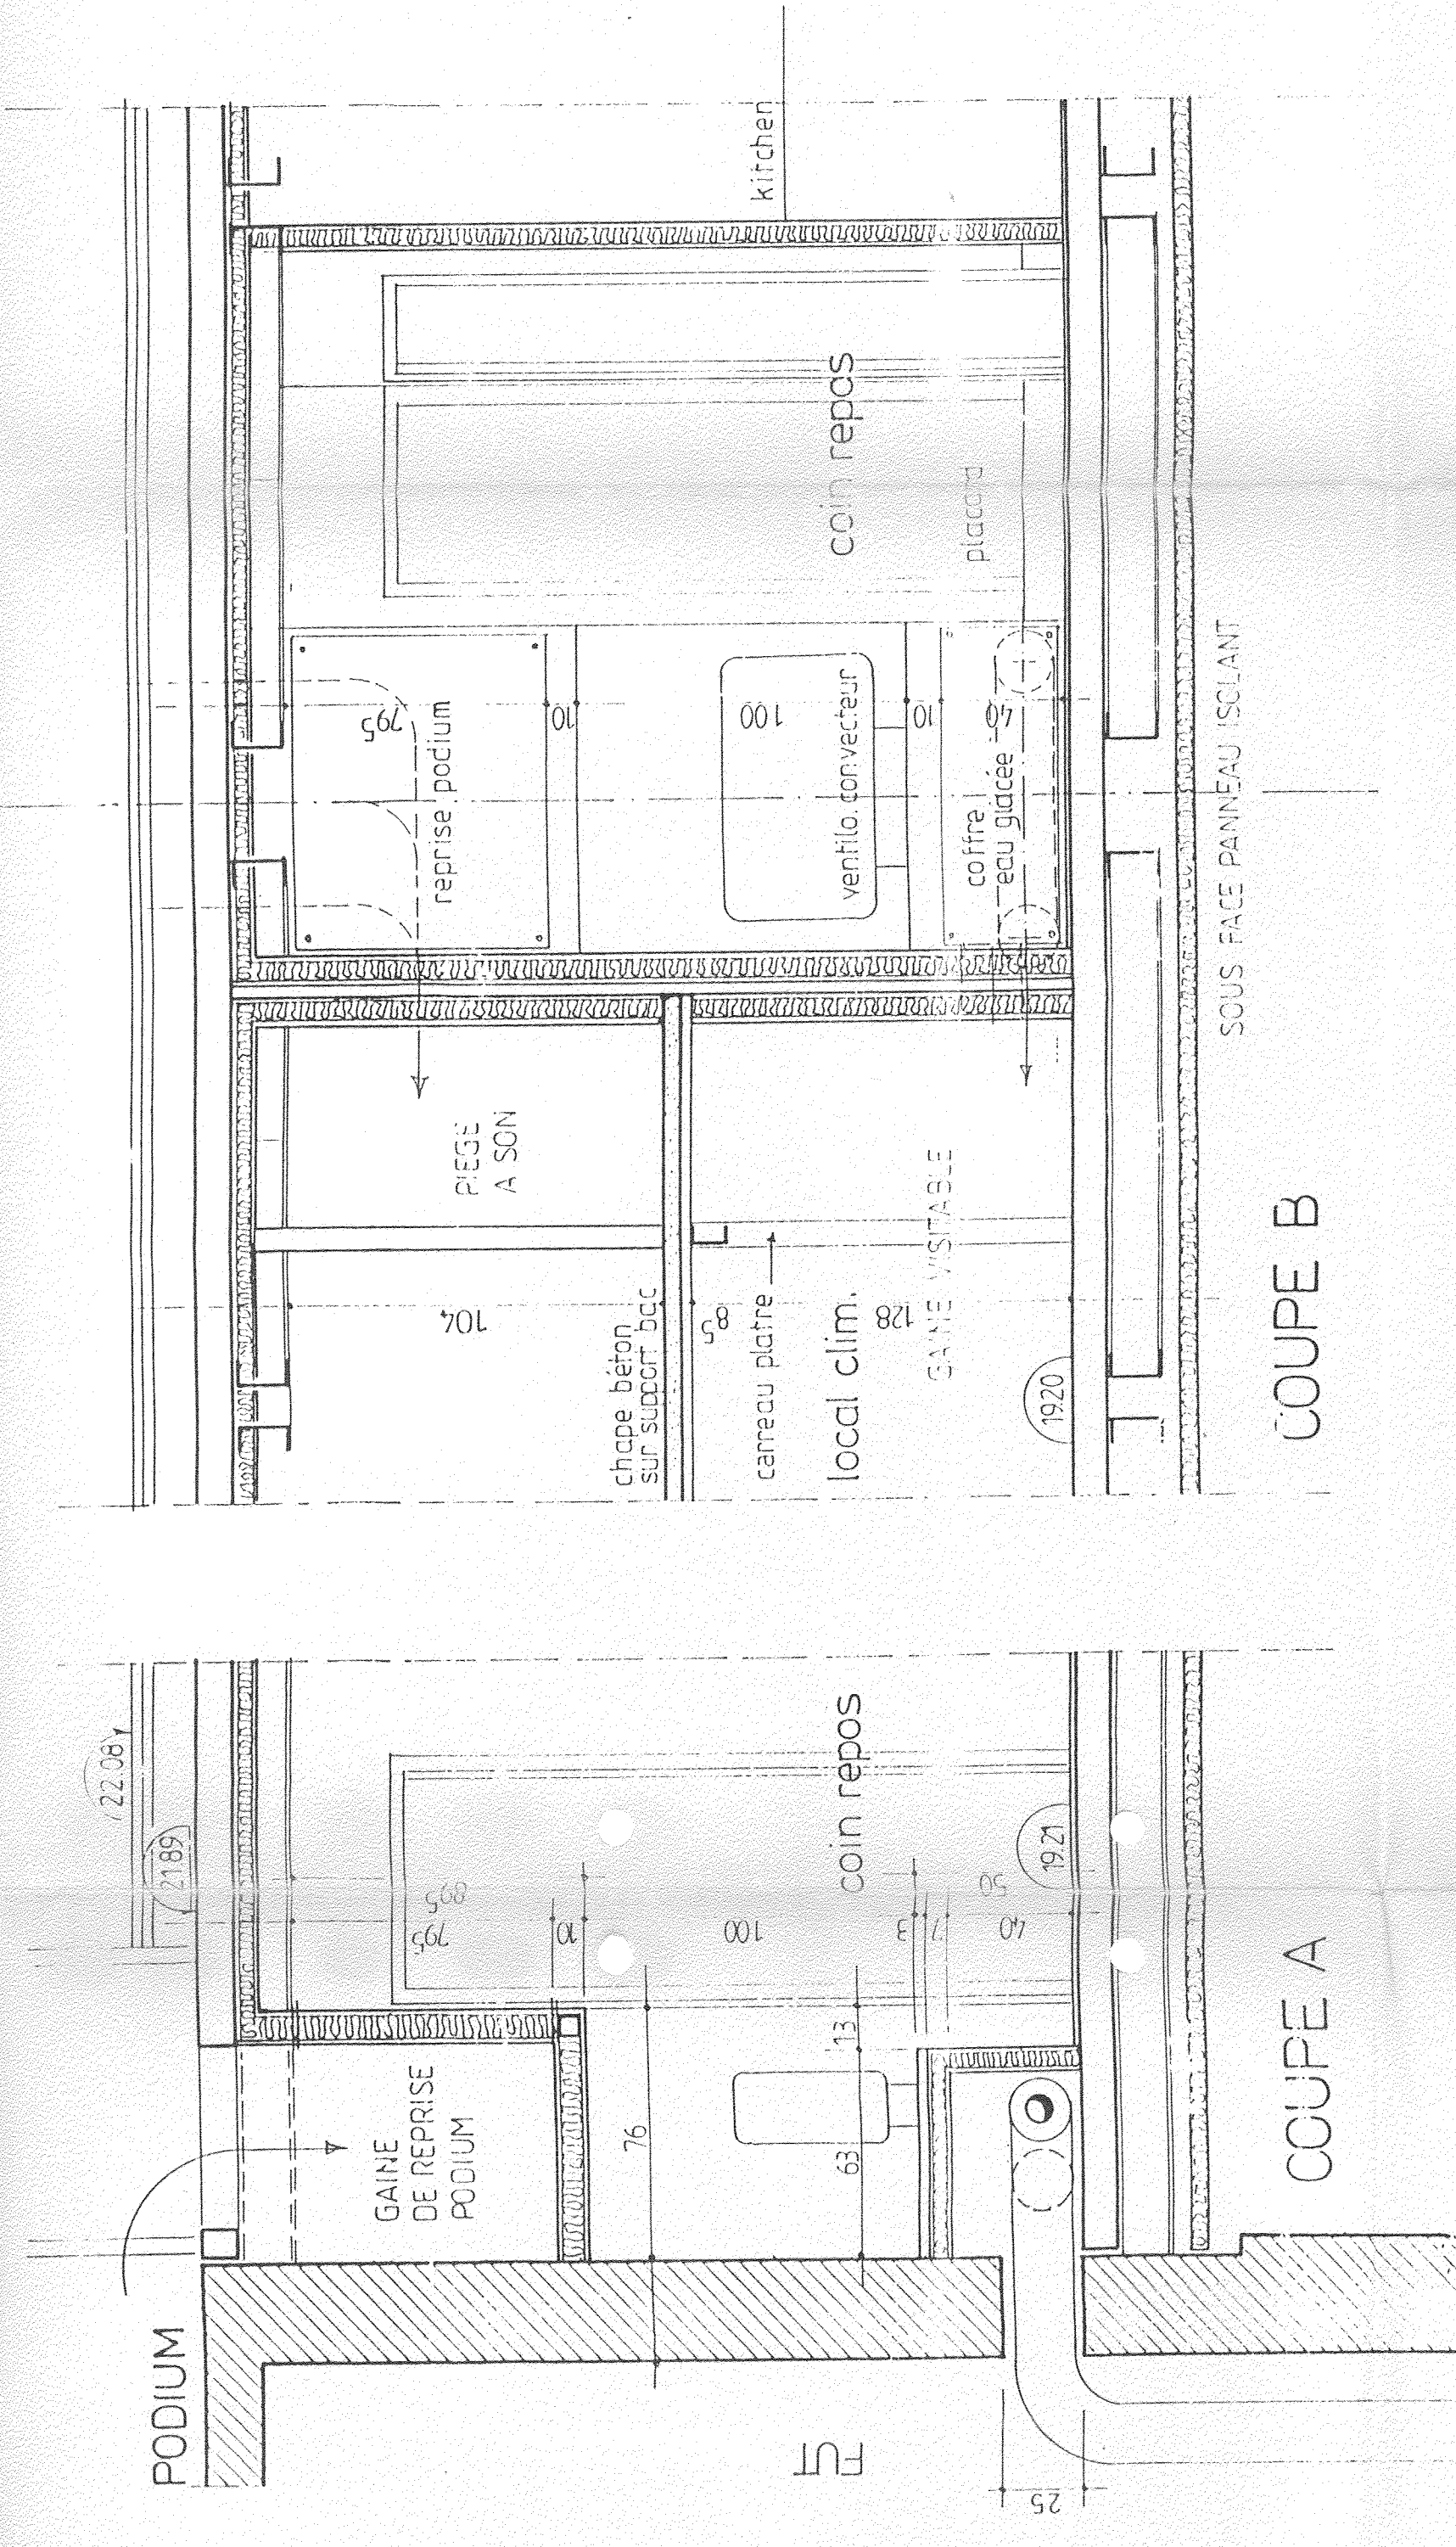 PODIUM
22.08
21.89
GAINE
DE REPRISE
PODIUM
795
895
10
100
3
7
40
50
76
13
63
coin repos
19.21
25
COUPE A
104
chape béton
sur support bac
85
carreau platre
local clim.
128
GAINE VISITABLE
19.20
PIEGE
A SON
795
reprise podium
10
100
ventilo.convecteur
10
40
coffre
eau glacée
coin repos
placard
kitchen
SOUS FACE PANNEAU ISOLANT
COUPE B